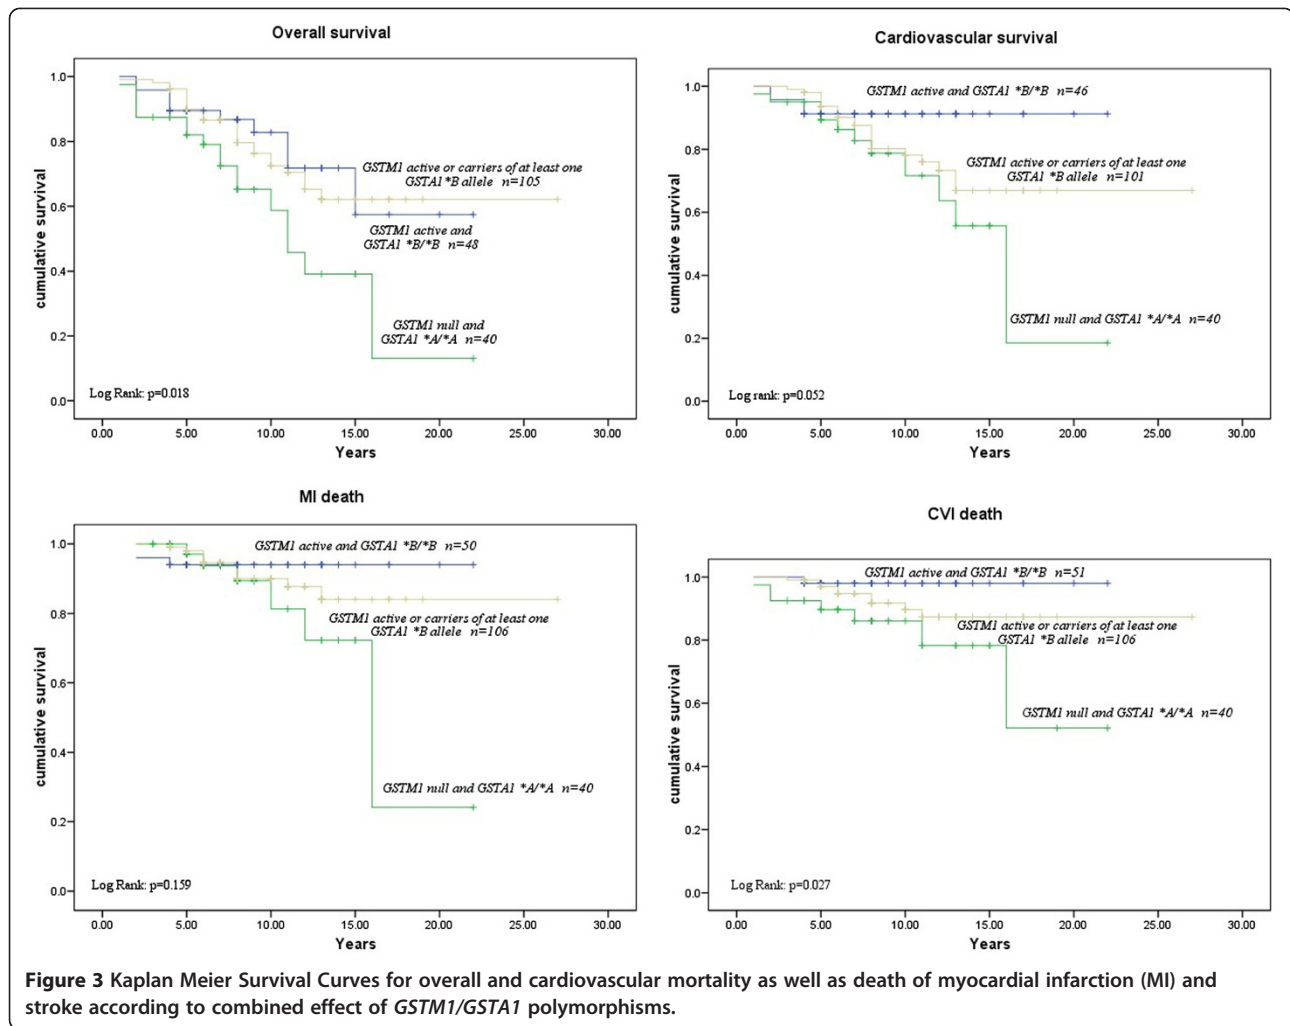 Overall survival
cumulative survival
1.0
0.8
0.6
0.4
0.2
0.0
GSTM1 active or carriers of at least one
GSTA1 *B allele n=105
GSTM1 active and
GSTA1 *B/*B n=48
GSTM1 null and
GSTA1 *A/*A n=40
Log Rank: p=0.018
0.00 5.00 10.00 15.00 20.00 25.00 30.00
Years
Cardiovascular survival
cumulative survival
1.0
0.8
0.6
0.4
0.2
0.0
GSTM1 active and GSTA1 *B/*B n=46
GSTM1 active or carriers of at least one
GSTA1 *B allele n=101
GSTM1 null and GSTA1 *A/*A n=40
Log rank: p=0.052
0.00 5.00 10.00 15.00 20.00 25.00 30.00
Years
MI death
cumulative survival
1.0
0.8
0.6
0.4
0.2
0.0
GSTM1 active and GSTA1 *B/*B n=50
GSTM1 active or carriers of at least one
GSTA1 *B allele n=106
GSTM1 null and GSTA1 *A/*A n=40
Log Rank: p=0.159
0.00 5.00 10.00 15.00 20.00 25.00 30.00
Years
CVI death
cumulative survival
1.0
0.8
0.6
0.4
0.2
0.0
GSTM1 active and GSTA1 *B/*B n=51
GSTM1 active or carriers of at least one
GSTA1 *B allele n=106
GSTM1 null and GSTA1 *A/*A n=40
Log Rank: p=0.027
0.00 5.00 10.00 15.00 20.00 25.00 30.00
Years
Figure 3 Kaplan Meier Survival Curves for overall and cardiovascular mortality as well as death of myocardial infarction (MI) and
stroke according to combined effect of GSTM1/GSTA1 polymorphisms.